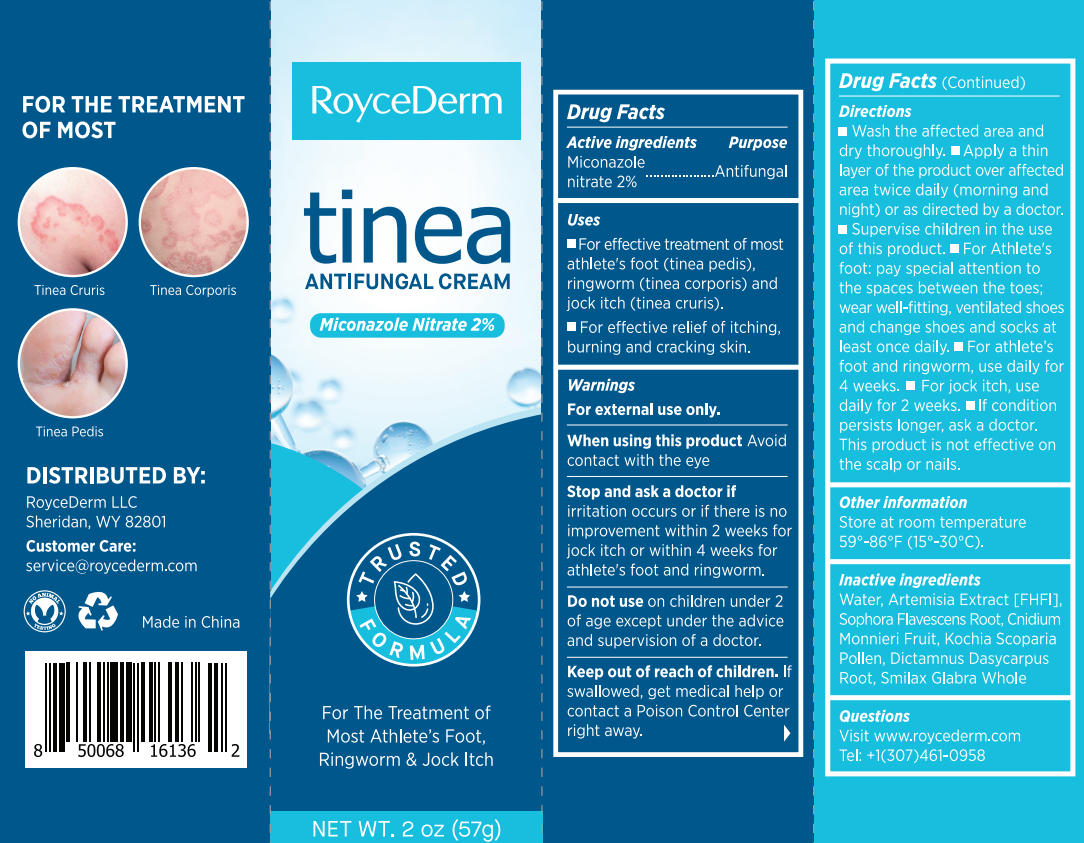 FOR THE TREATMENT
OF MOST
Tinea Cruris
Tinea Corporis
Tinea Pedis
DISTRIBUTED BY:
RoyceDerm LLC
Sheridan, WY 82801
Customer Care:
service@roycederm.com
NO ANIMAL
TESTING
Made in China
8 50068 16136 2
RoyceDerm
tinea
ANTIFUNGAL CREAM
Miconazole Nitrate 2%
TRUSTED
FORMULA
For The Treatment of
Most Athlete's Foot,
Ringworm & Jock Itch
NET WT. 2 oz (57g)
Drug Facts
Active ingredients Purpose
Miconazole
nitrate 2%..................Antifungal
Uses
■ For effective treatment of most
athlete's foot (tinea pedis),
ringworm (tinea corporis) and
jock itch (tinea cruris).
■ For effective relief of itching,
burning and cracking skin.
Warnings
For external use only.
When using this product Avoid
contact with the eye
Stop and ask a doctor if
irritation occurs or if there is no
improvement within 2 weeks for
jock itch or within 4 weeks for
athlete's foot and ringworm.
Do not use on children under 2
of age except under the advice
and supervision of a doctor.
Keep out of reach of children. If
swallowed, get medical help or
contact a Poison Control Center
right away.
Drug Facts (Continued)
Directions
■ Wash the affected area and
dry thoroughly. ■ Apply a thin
layer of the product over affected
area twice daily (morning and
night) or as directed by a doctor.
■ Supervise children in the use
of this product. ■ For Athlete's
foot: pay special attention to
the spaces between the toes;
wear well-fitting, ventilated shoes
and change shoes and socks at
least once daily. ■ For athlete's
foot and ringworm, use daily for
4 weeks. ■ For jock itch, use
daily for 2 weeks. ■ If condition
persists longer, ask a doctor.
This product is not effective on
the scalp or nails.
Other information
Store at room temperature
59°-86°F (15°-30°C).
Inactive ingredients
Water, Artemisia Extract [FHFI],
Sophora Flavescens Root, Cnidium
Monnieri Fruit, Kochia Scoparia
Pollen, Dictamnus Dasycarpus
Root, Smilax Glabra Whole
Questions
Visit www.roycederm.com
Tel: +1(307)461-0958